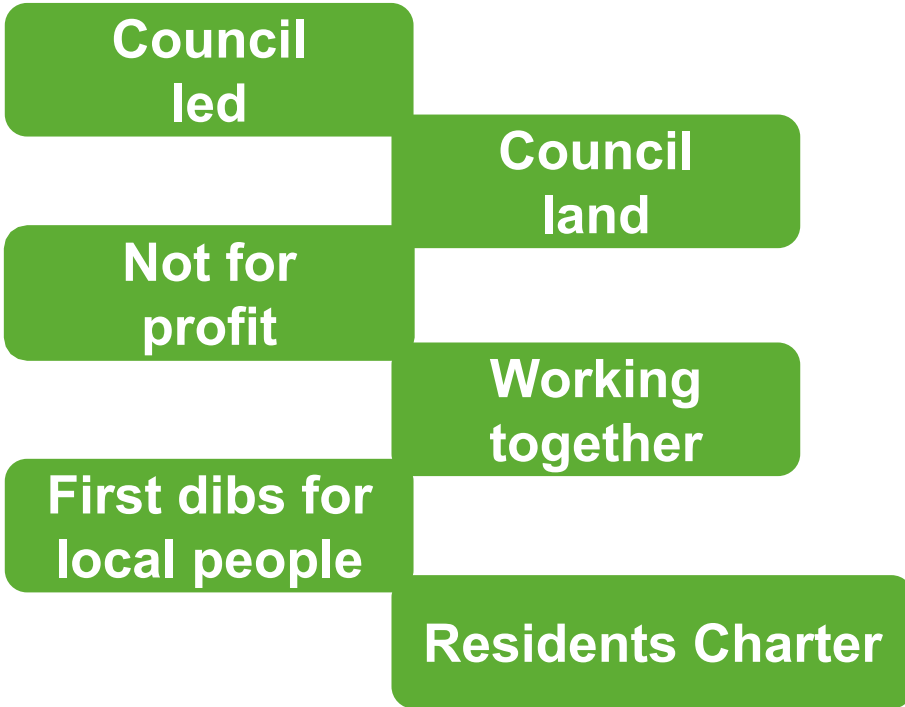 Council
led
Council
land
Not for
profit
Working
together
First dibs for
local people
Residents Charter